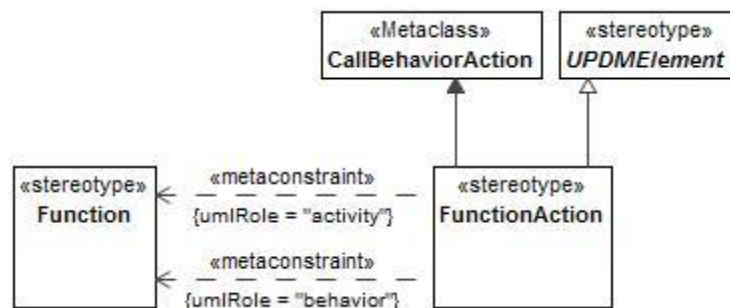 «Metaclass»
CallBehaviorAction
«stereotype»
UPDMElement
«stereotype»
Function
«metaconstraint»
{umlRole = "activity"}
«stereotype»
FunctionAction
«metaconstraint»
{umlRole = "behavior"}